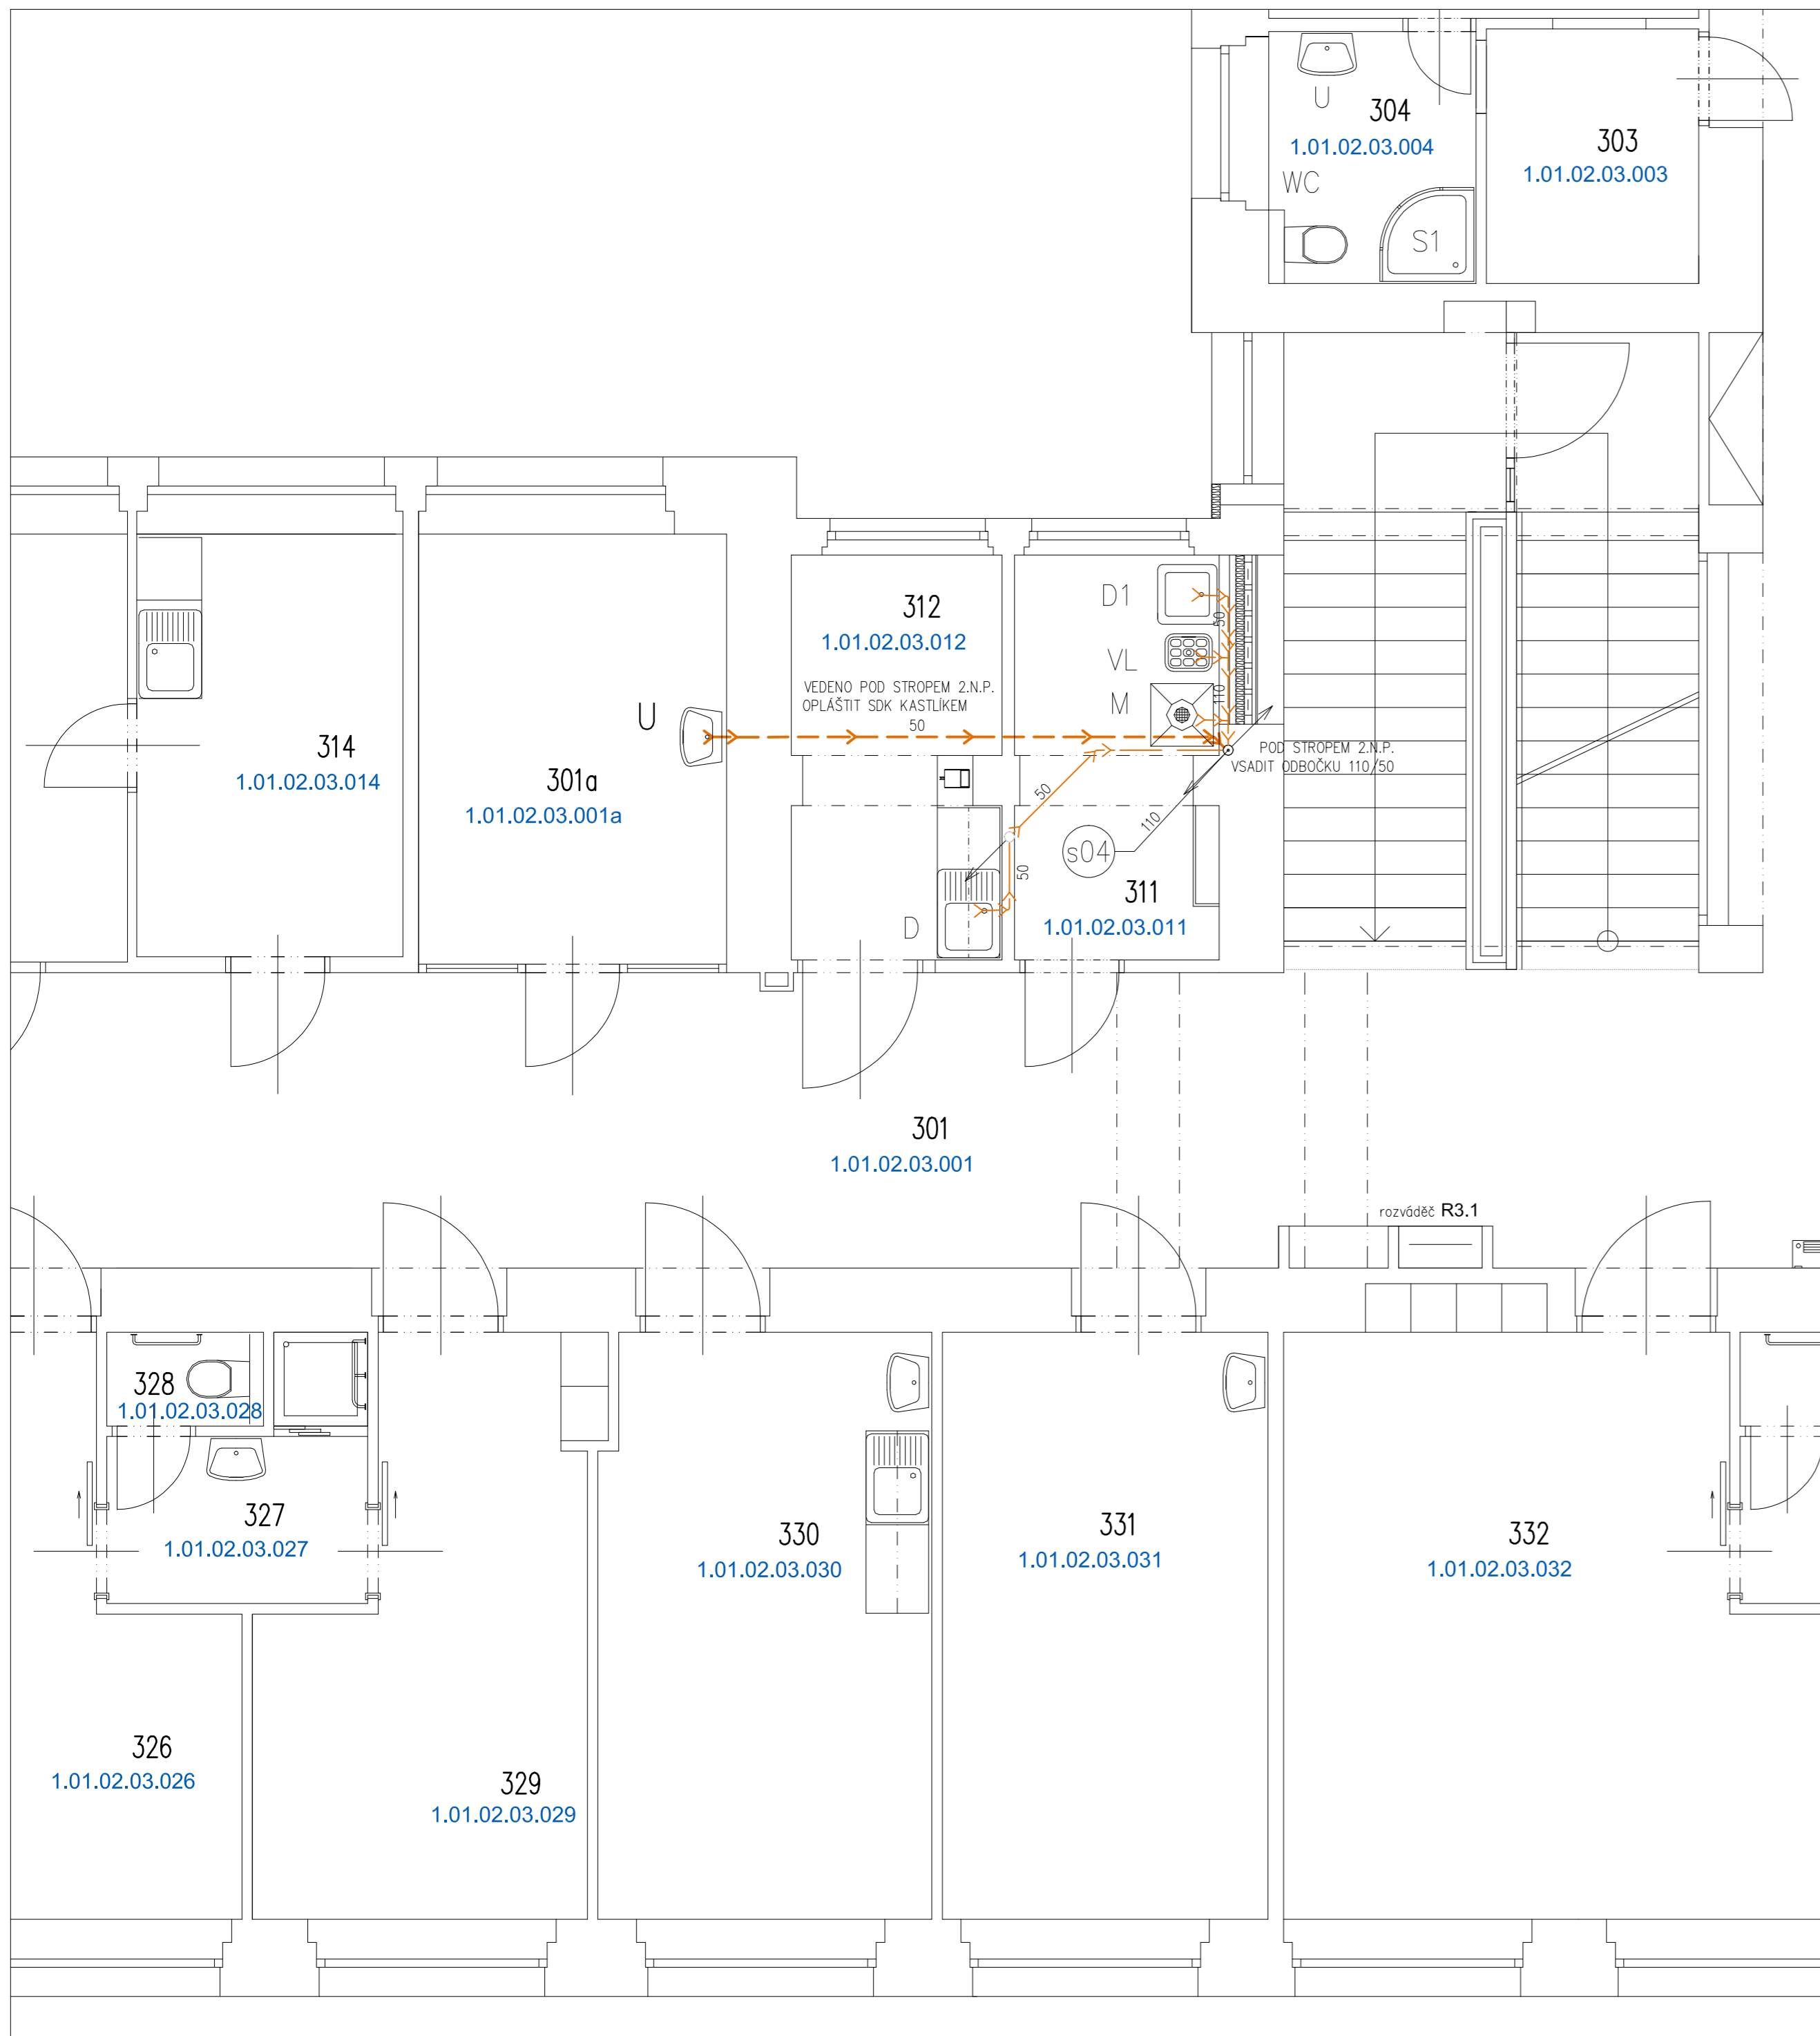 U
304
1.01.02.03.004
303
1.01.02.03.003
WC
S1
D1
50
312
1.01.02.03.012
VL
VEDENO POD STROPEM 2.N.P.
OPLÁŠTIT SDK KASTLÍKEM
50
110
M
U
314
1.01.02.03.014
301a
1.01.02.03.001a
POD STROPEM 2.N.P.
VSADIT ODBOČKU 110/50
50
110
s04
50
311
1.01.02.03.011
D
301
1.01.02.03.001
rozváděč R3.1
328
1.01.02.03.028
327
1.01.02.03.027
330
1.01.02.03.030
331
1.01.02.03.031
332
1.01.02.03.032
326
1.01.02.03.026
329
1.01.02.03.029